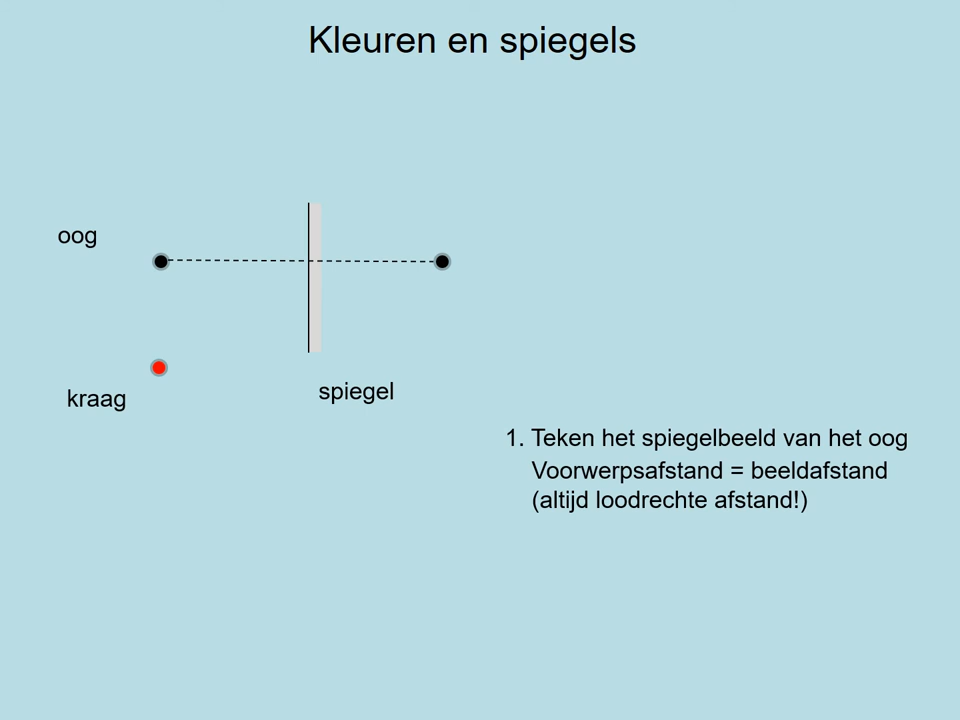 Kleuren en spiegels
oog
kraag
spiegel
1. Teken het spiegelbeeld van het oog
Voorwerpsafstand = beeldafstand
(altijd loodrechte afstand!)